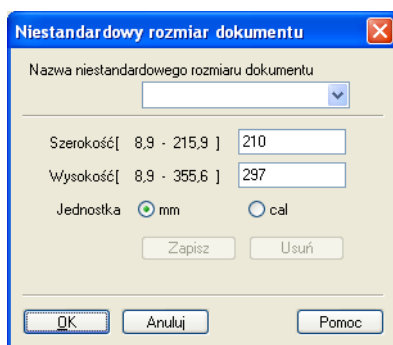 Niestandardowy rozmiar dokumentu
Nazwa niestandardowego rozmiaru dokumentu
Szerokość[ 8,9 - 215,9 ] 210
Wysokość[ 8,9 - 355,6 ] 297
Jednostka mm cal
Zapisz Usuń
OK Anuluj Pomoc